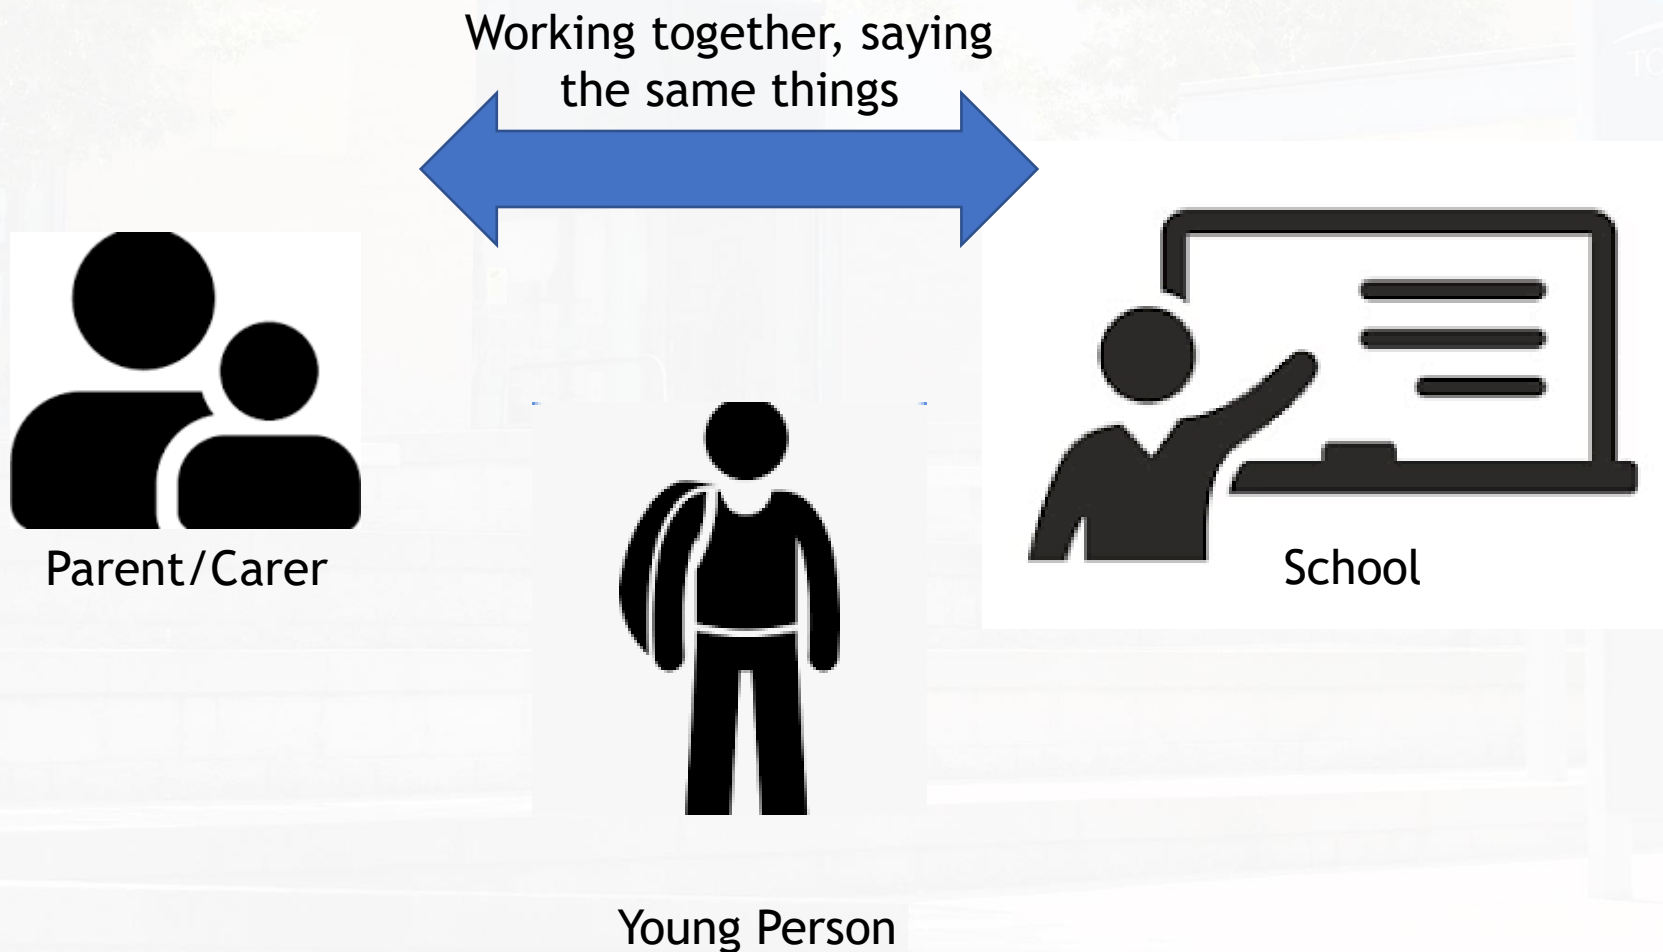 Working together, saying
the same things
Parent/Carer
School
Young Person